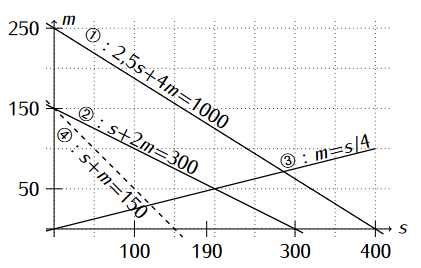 250
m
① : 2,5s+4m=1000
150
② : s+2m=300
③ : m=s/4
④ : s+m=150
50
s
100
190
300
400